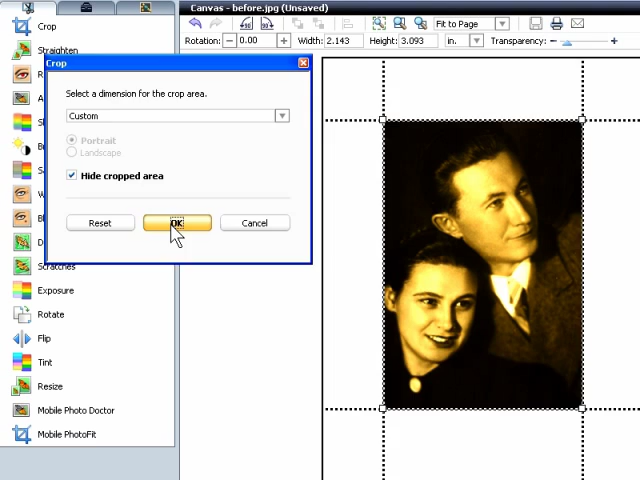 Canvas - before.jpg (Unsaved)
Fit to Page
Rotation: 0.00 Width: 2.143 Height: 3.093 in. Transparency: - +
Crop
Straighten
Crop
Select a dimension for the crop area.
Custom
Portrait
Landscape
Hide cropped area
Reset OK Cancel
Scratches
Exposure
Rotate
Flip
Tint
Resize
Mobile Photo Doctor
Mobile PhotoFit